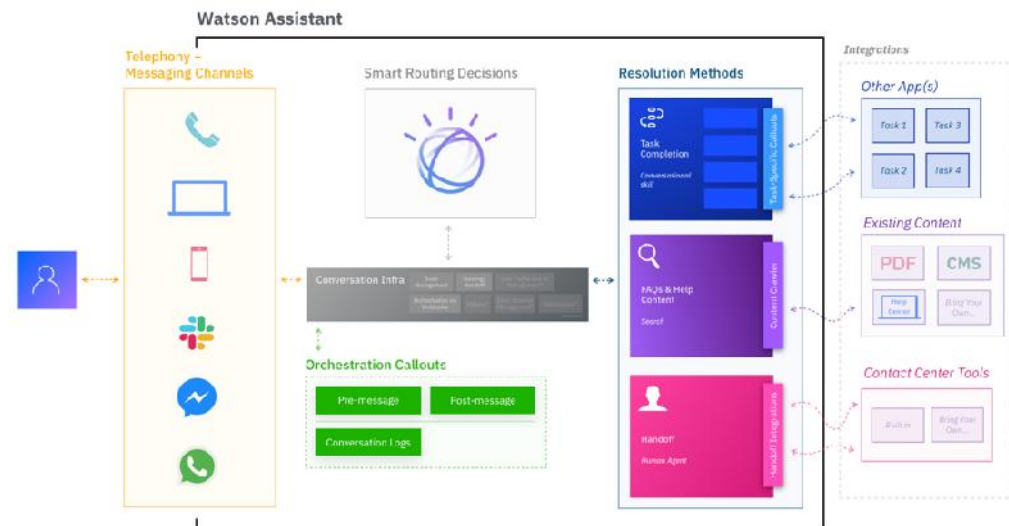 Watson Assistant
Telephony –
Messaging Channels
Smart Routing Decisions
Resolution Methods
Integrations
Other App(s)
Task 1
Task 3
Task 2
Task 4
Task
Completion
Conversational
skill
Task-Specific Callouts
Existing Content
PDF
CMS
Help
Center
Bring Your
Own...
FAQs & Help
Content
Search
Content Crawler
Conversation Infra
Orchestration Callouts
Pre-message
Post-message
Conversation Logs
Contact Center Tools
Built-in
Bring Your
Own...
Handoff
Human Agent
Handoff Integrations